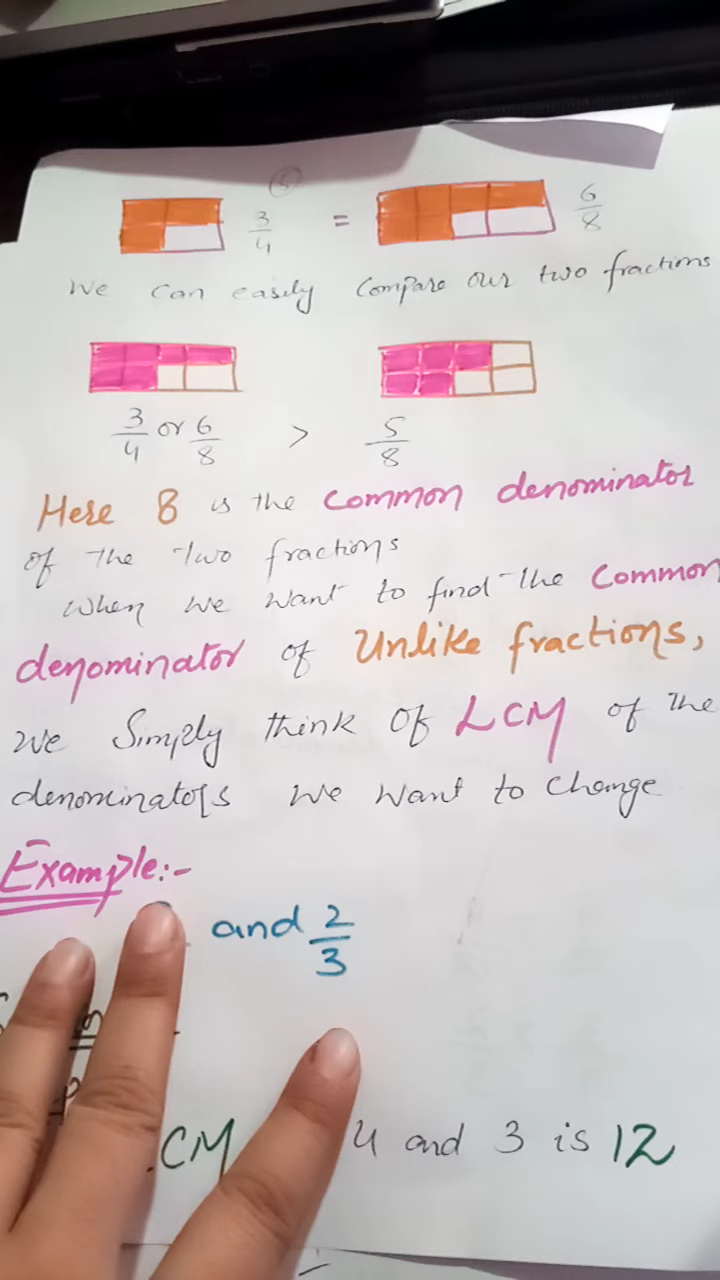 5
3/4 = 6/8
We can easily compare our two fractions
3/4 or 6/8 > 5/8
Here 8 is the common denominator
of the two fractions
when we want to find the common
denominator of Unlike fractions,
we simply think of LCM of the
denominators we want to change
Example:-
and 2/3
CM 4 and 3 is 12